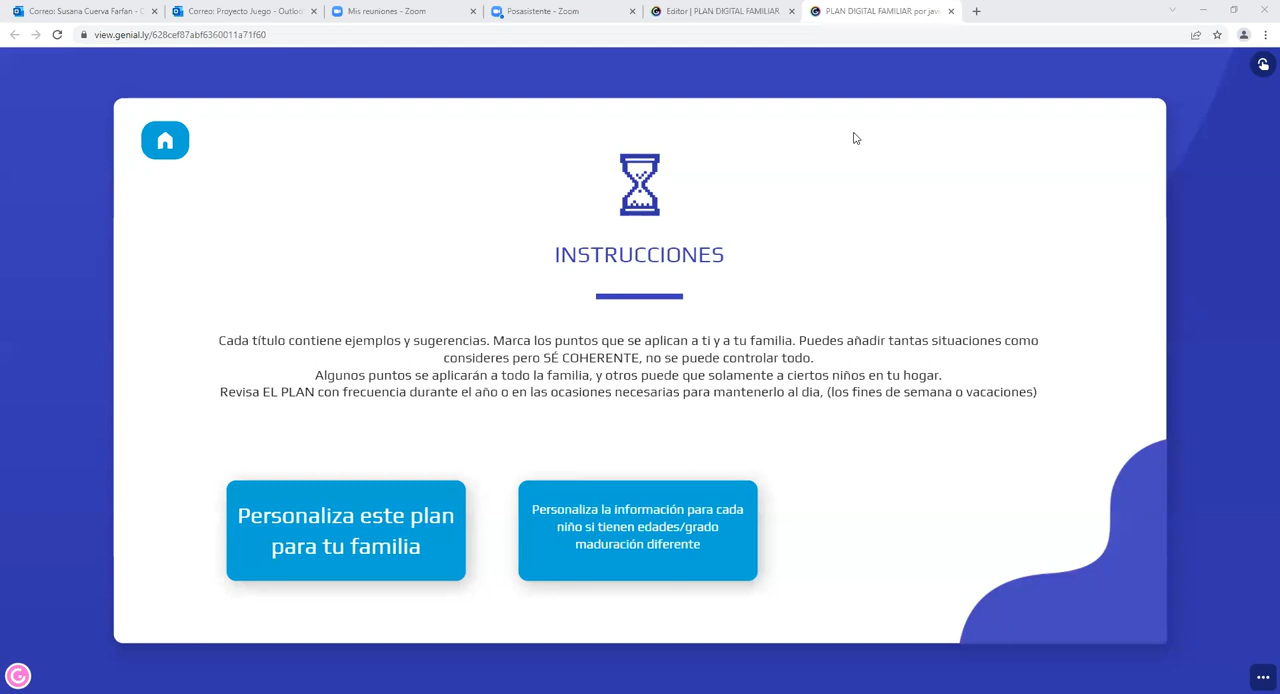 Correo: Susana Cuerva Farfan - C
Correo: Proyecto Juego - Outloo
Mis reuniones - Zoom
Posasistente - Zoom
Editor | PLAN DIGITAL FAMILIAR
PLAN DIGITAL FAMILIAR por javi
view.genial.ly/628cef87abf6360011a71f60
INSTRUCCIONES
Cada título contiene ejemplos y sugerencias. Marca los puntos que se aplican a ti y a tu familia. Puedes añadir tantas situaciones como
consideres pero SÉ COHERENTE, no se puede controlar todo.
Algunos puntos se aplicarán a todo la familia, y otros puede que solamente a ciertos niños en tu hogar.
Revisa EL PLAN con frecuencia durante el año o en las ocasiones necesarias para mantenerlo al dia, (los fines de semana o vacaciones)
Personaliza este plan
para tu familia
Personaliza la información para cada
niño si tienen edades/grado
maduración diferente